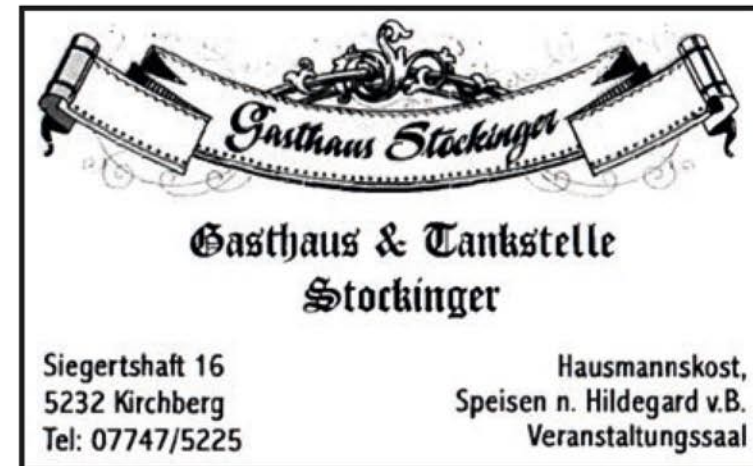 Gasthaus Stockinger
Gasthaus & Tankstelle
Stockinger
Siegertshaft 16
5232 Kirchberg
Tel: 07747/5225
Hausmannskost,
Speisen n. Hildegard v.B.
Veranstaltungssaal